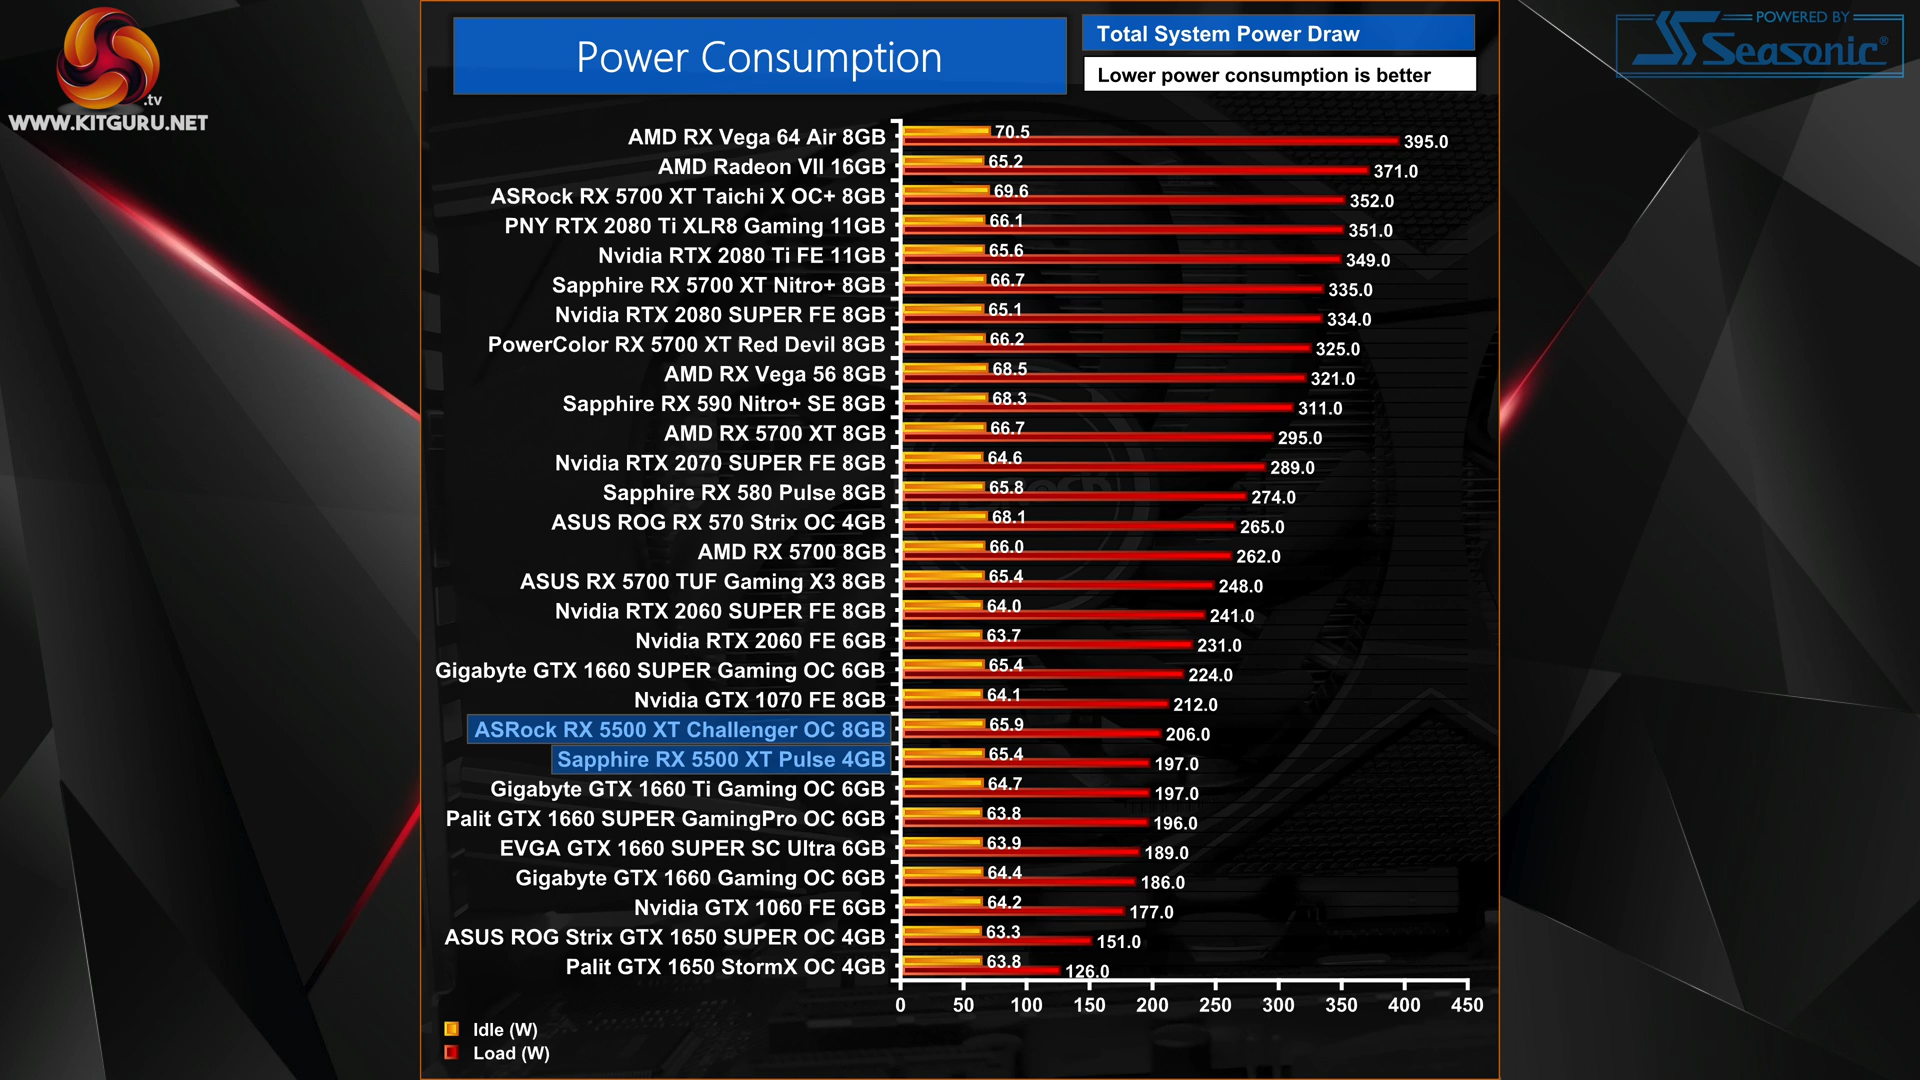 .tv
WWW.KITGURU.NET
Power Consumption
Total System Power Draw
Lower power consumption is better
POWERED BY
Seasonic®
AMD RX Vega 64 Air 8GB 70.5 395.0
AMD Radeon VII 16GB 65.2 371.0
ASRock RX 5700 XT Taichi X OC+ 8GB 69.6 352.0
PNY RTX 2080 Ti XLR8 Gaming 11GB 66.1 351.0
Nvidia RTX 2080 Ti FE 11GB 65.6 349.0
Sapphire RX 5700 XT Nitro+ 8GB 66.7 335.0
Nvidia RTX 2080 SUPER FE 8GB 65.1 334.0
PowerColor RX 5700 XT Red Devil 8GB 66.2 325.0
AMD RX Vega 56 8GB 68.5 321.0
Sapphire RX 590 Nitro+ SE 8GB 68.3 311.0
AMD RX 5700 XT 8GB 66.7 295.0
Nvidia RTX 2070 SUPER FE 8GB 64.6 289.0
Sapphire RX 580 Pulse 8GB 65.8 274.0
ASUS ROG RX 570 Strix OC 4GB 68.1 265.0
AMD RX 5700 8GB 66.0 262.0
ASUS RX 5700 TUF Gaming X3 8GB 65.4 248.0
Nvidia RTX 2060 SUPER FE 8GB 64.0 241.0
Nvidia RTX 2060 FE 6GB 63.7 231.0
Gigabyte GTX 1660 SUPER Gaming OC 6GB 65.4 224.0
Nvidia GTX 1070 FE 8GB 64.1 212.0
ASRock RX 5500 XT Challenger OC 8GB 65.9 206.0
Sapphire RX 5500 XT Pulse 4GB 65.4 197.0
Gigabyte GTX 1660 Ti Gaming OC 6GB 64.7 197.0
Palit GTX 1660 SUPER GamingPro OC 6GB 63.8 196.0
EVGA GTX 1660 SUPER SC Ultra 6GB 63.9 189.0
Gigabyte GTX 1660 Gaming OC 6GB 64.4 186.0
Nvidia GTX 1060 FE 6GB 64.2 177.0
ASUS ROG Strix GTX 1650 SUPER OC 4GB 63.3 151.0
Palit GTX 1650 StormX OC 4GB 63.8 126.0
0 50 100 150 200 250 300 350 400 450
Idle (W)
Load (W)